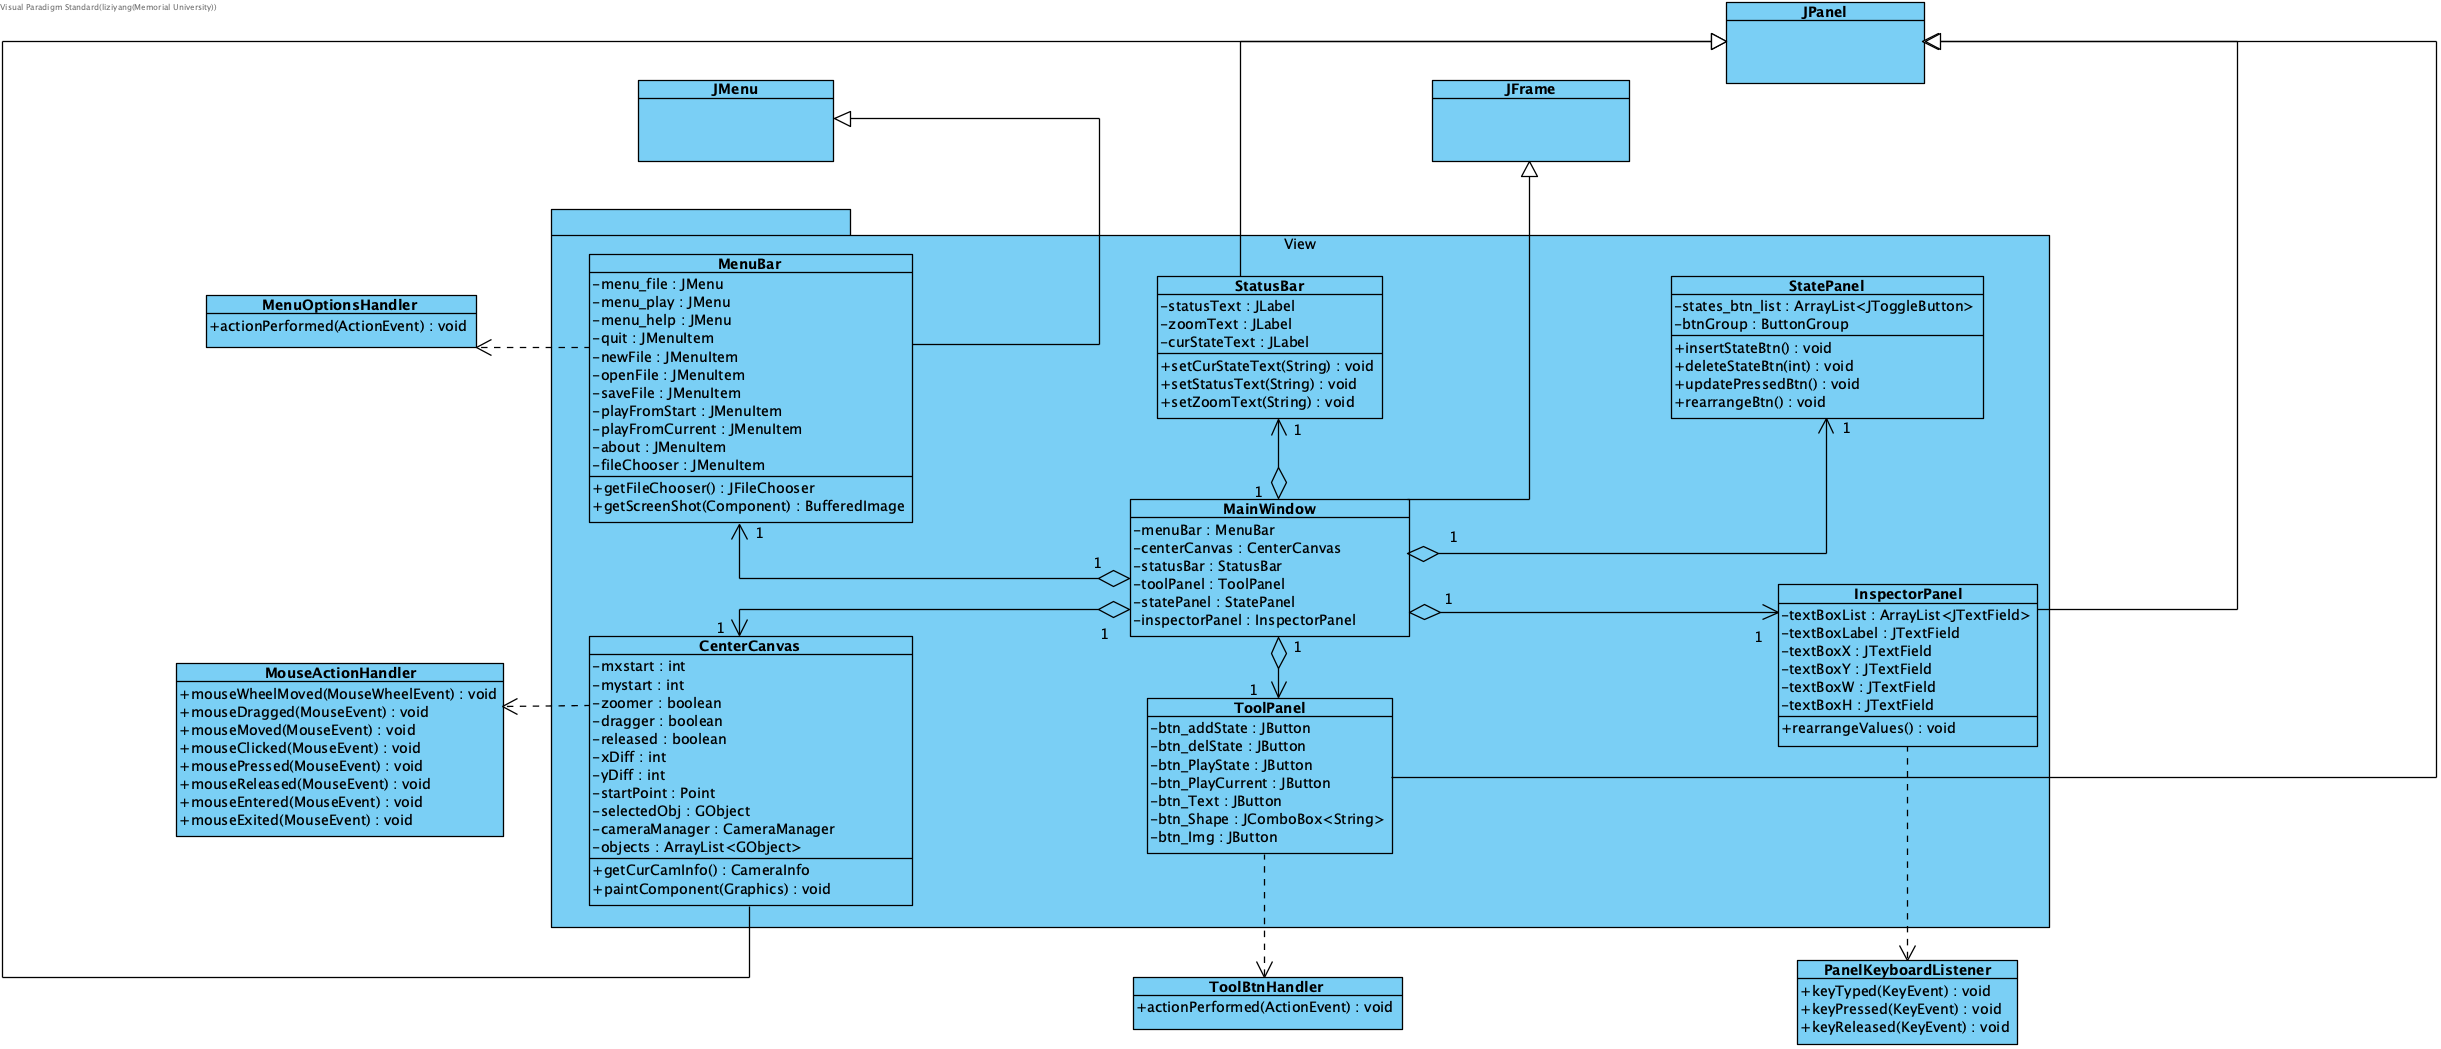 Visual Paradigm Standard(liziyang(Memorial University))
JPanel
JMenu
JFrame
View
MenuBar
-menu_file : JMenu
-menu_play : JMenu
-menu_help : JMenu
-quit : JMenuItem
-newFile : JMenuItem
-openFile : JMenuItem
-saveFile : JMenuItem
-playFromStart : JMenuItem
-playFromCurrent : JMenuItem
-about : JMenuItem
-fileChooser : JMenuItem
+getFileChooser() : JFileChooser
+getScreenShot(Component) : BufferedImage
MenuOptionsHandler
+actionPerformed(ActionEvent) : void
StatusBar
-statusText : JLabel
-zoomText : JLabel
-curStateText : JLabel
+setCurStateText(String) : void
+setStatusText(String) : void
+setZoomText(String) : void
StatePanel
-states_btn_list : ArrayList<JToggleButton>
-btnGroup : ButtonGroup
+insertStateBtn() : void
+deleteStateBtn(int) : void
+updatePressedBtn() : void
+rearrangeBtn() : void
1
1
1
1
1
1
MainWindow
-menuBar : MenuBar
-centerCanvas : CenterCanvas
-statusBar : StatusBar
-toolPanel : ToolPanel
-statePanel : StatePanel
-inspectorPanel : InspectorPanel
1
1
1
1
1
1
InspectorPanel
-textBoxList : ArrayList<JTextField>
-textBoxLabel : JTextField
-textBoxX : JTextField
-textBoxY : JTextField
-textBoxW : JTextField
-textBoxH : JTextField
+rearrangeValues() : void
CenterCanvas
-mxstart : int
-mystart : int
-zoomer : boolean
-dragger : boolean
-released : boolean
-xDiff : int
-yDiff : int
-startPoint : Point
-selectedObj : GObject
-cameraManager : CameraManager
-objects : ArrayList<GObject>
+getCurCamInfo() : CameraInfo
+paintComponent(Graphics) : void
MouseActionHandler
+mouseWheelMoved(MouseWheelEvent) : void
+mouseDragged(MouseEvent) : void
+mouseMoved(MouseEvent) : void
+mouseClicked(MouseEvent) : void
+mousePressed(MouseEvent) : void
+mouseReleased(MouseEvent) : void
+mouseEntered(MouseEvent) : void
+mouseExited(MouseEvent) : void
ToolPanel
-btn_addState : JButton
-btn_delState : JButton
-btn_PlayState : JButton
-btn_PlayCurrent : JButton
-btn_Text : JButton
-btn_Shape : JComboBox<String>
-btn_Img : JButton
ToolBtnHandler
+actionPerformed(ActionEvent) : void
PanelKeyboardListener
+keyTyped(KeyEvent) : void
+keyPressed(KeyEvent) : void
+keyReleased(KeyEvent) : void